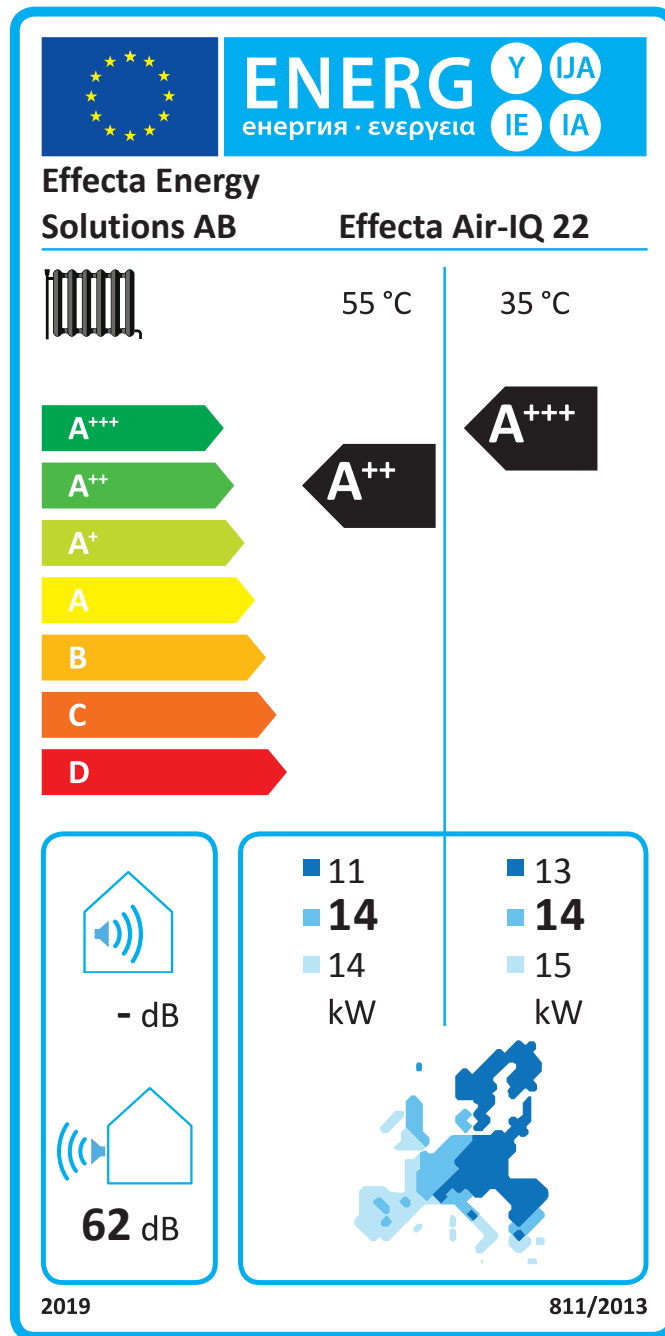 ENERG
Y IJA
енергия · ενεργεια
IE IA
Effecta Energy
Solutions AB
Effecta Air-IQ 22
55 °C
35 °C
A+++
A++
A+
A
B
C
D
A++
A+++
- dB
62 dB
11
14
14
kW
13
14
15
kW
2019
811/2013